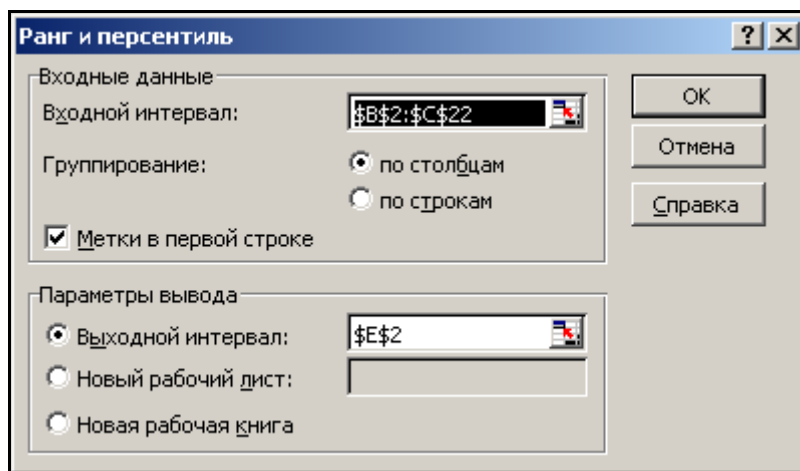 Ранг и персентиль
Входные данные
Входной интервал: $B$2:$C$22
Группирование: по столбцам
по строкам
Метки в первой строке
OK
Отмена
Справка
Параметры вывода
Выходной интервал: $E$2
Новый рабочий лист:
Новая рабочая книга